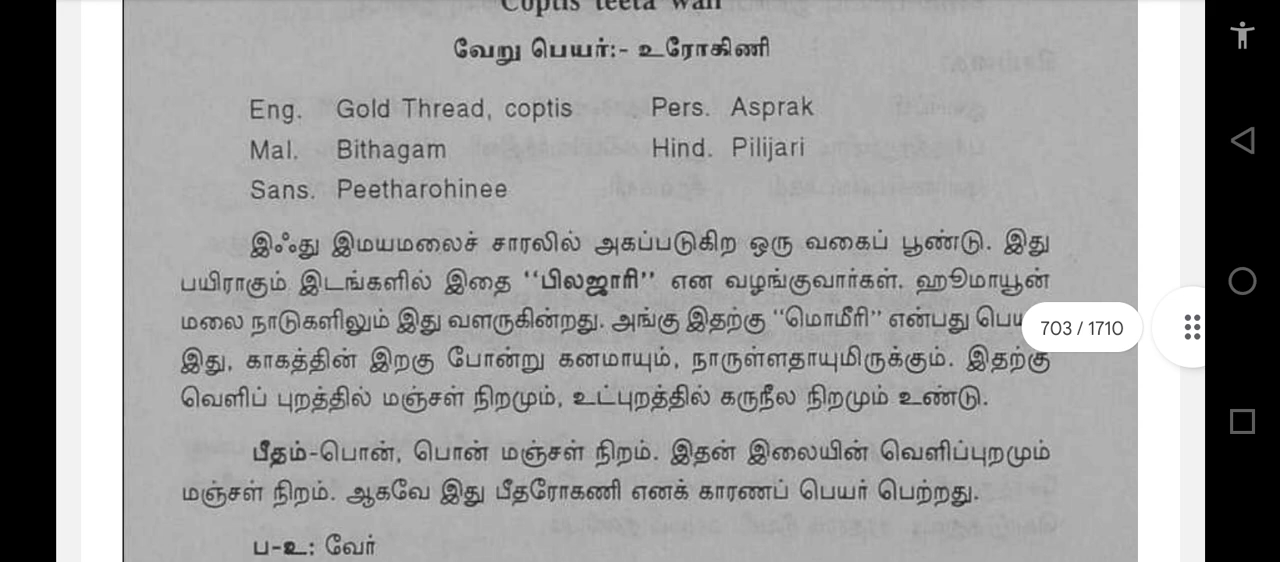 Coptis teeta wall
வேறு பெயர்:- உரோகிணி
Eng. Gold Thread, coptis Pers. Asprak
Mal. Bithagam Hind. Pilijari
Sans. Peetharohinee
இஃது இமயமலைச் சாரலில் அகப்படுகிற ஒரு வகைப் பூண்டு. இது
பயிராகும் இடங்களில் இதை ‘‘பிலஜாரி’’ என வழங்குவார்கள். ஹூமாயூன்
மலை நாடுகளிலும் இது வளருகின்றது. அங்கு இதற்கு ‘‘மொமீரி’’ என்பது
703 / 1710
இது, காகத்தின் இறகு போன்று கனமாயும், நாருள்ளதாயுமிருக்கும். இதற்கு
வெளிப் புறத்தில் மஞ்சள் நிறமும், உட்புறத்தில் கருநீல நிறமும் உண்டு.
பீதம்-பொன், பொன் மஞ்சள் நிறம். இதன் இலையின் வெளிப்புறமும்
மஞ்சள் நிறம். ஆகவே இது பீதரோகணி எனக் காரணப் பெயர் பெற்றது.
ப-உ: வேர்